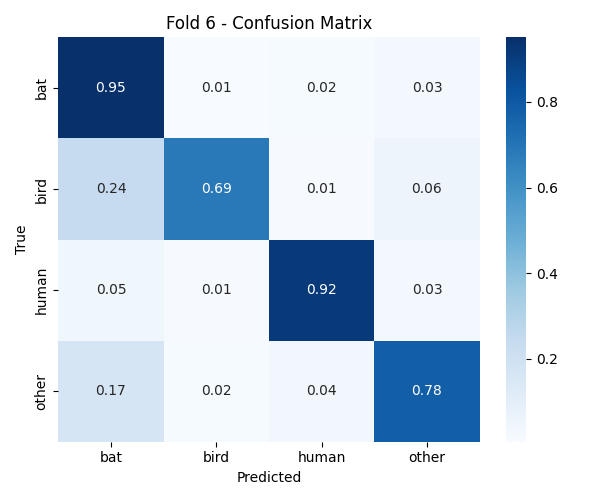 Fold 6 - Confusion Matrix
True
bat 0.95 0.01 0.02 0.03
bird 0.24 0.69 0.01 0.06
human 0.05 0.01 0.92 0.03
other 0.17 0.02 0.04 0.78
bat bird human other
Predicted
0.8
0.6
0.4
0.2